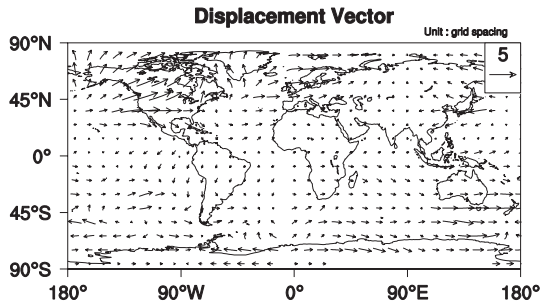 Displacement Vector
Unit : grid spacing
5
90°N
45°N
0°
45°S
90°S
180° 90°W 0° 90°E 180°